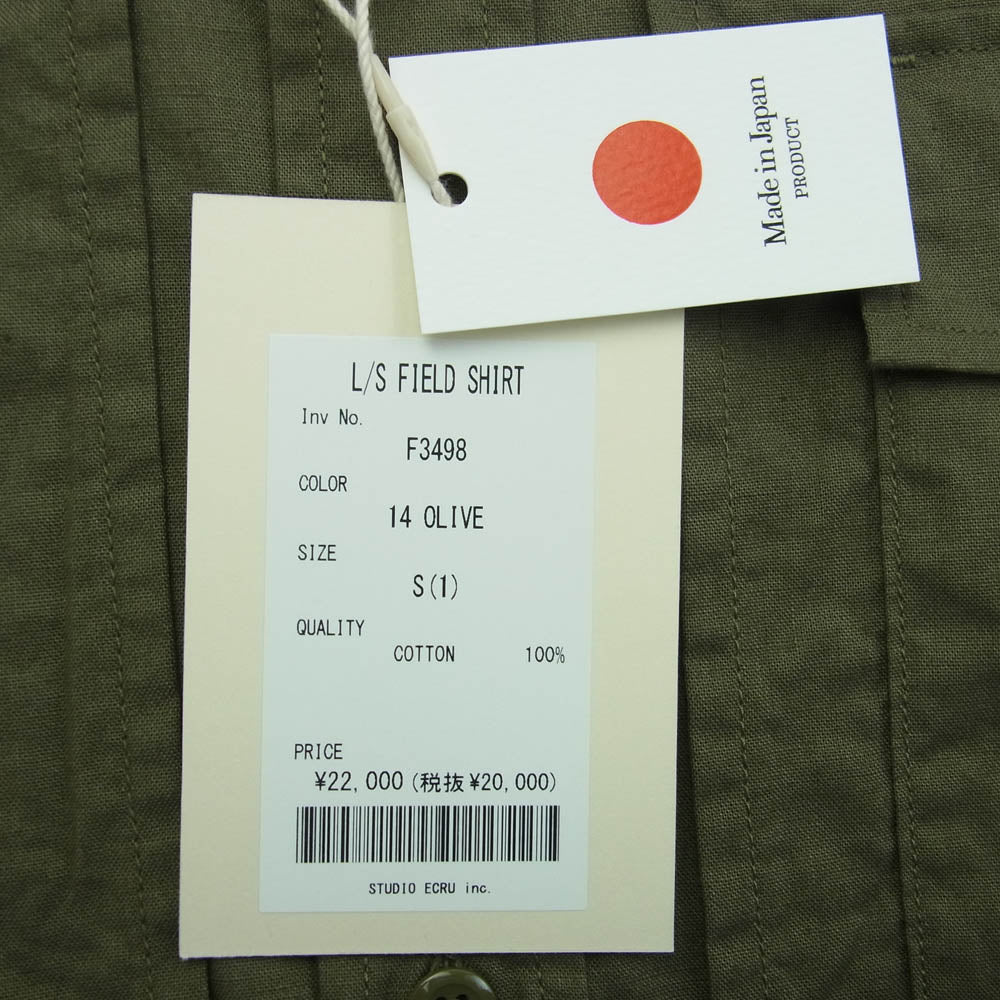 Made in Japan
PRODUCT
L/S FIELD SHIRT
Inv No.
F3498
COLOR
14 OLIVE
SIZE
S(1)
QUALITY
COTTON 100%
PRICE
¥22,000(税抜¥20,000)
STUDIO ECRU inc.